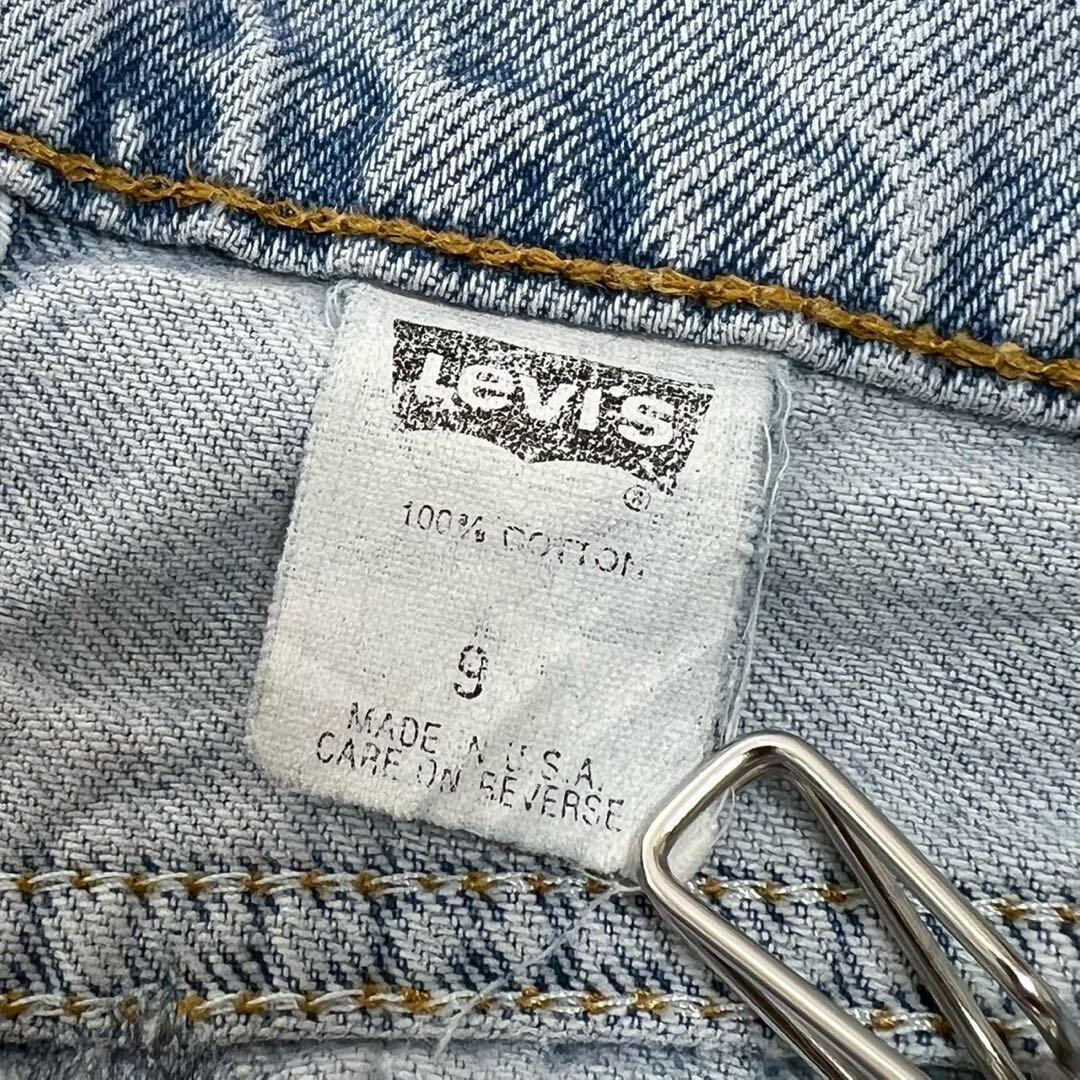 Levi's
®
100% COTTON
9
MADE IN U.S.A.
CARE ON REVERSE